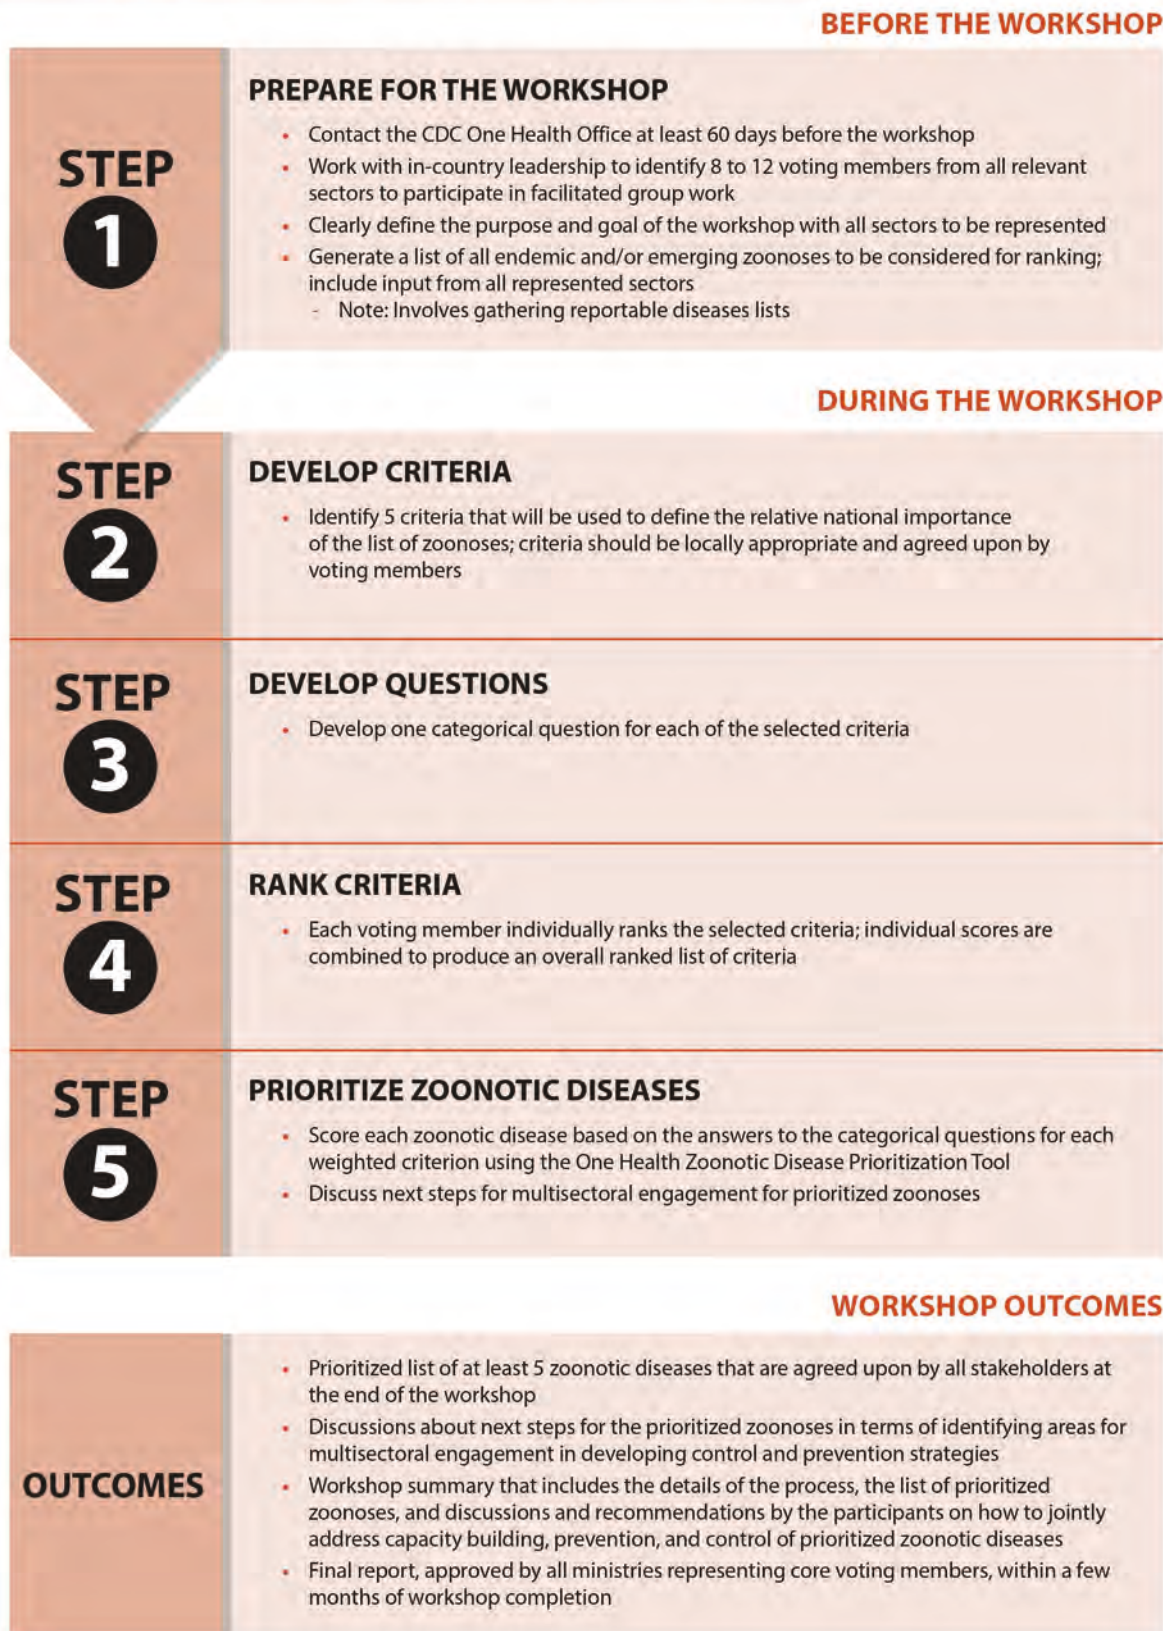 BEFORE THE WORKSHOP
STEP
1
PREPARE FOR THE WORKSHOP
• Contact the CDC One Health Office at least 60 days before the workshop
• Work with in-country leadership to identify 8 to 12 voting members from all relevant
sectors to participate in facilitated group work
• Clearly define the purpose and goal of the workshop with all sectors to be represented
• Generate a list of all endemic and/or emerging zoonoses to be considered for ranking;
include input from all represented sectors
- Note: Involves gathering reportable diseases lists
DURING THE WORKSHOP
STEP
2
DEVELOP CRITERIA
• Identify 5 criteria that will be used to define the relative national importance
of the list of zoonoses; criteria should be locally appropriate and agreed upon by
voting members
STEP
3
DEVELOP QUESTIONS
• Develop one categorical question for each of the selected criteria
STEP
4
RANK CRITERIA
• Each voting member individually ranks the selected criteria; individual scores are
combined to produce an overall ranked list of criteria
STEP
5
PRIORITIZE ZOONOTIC DISEASES
• Score each zoonotic disease based on the answers to the categorical questions for each
weighted criterion using the One Health Zoonotic Disease Prioritization Tool
• Discuss next steps for multisectoral engagement for prioritized zoonoses
WORKSHOP OUTCOMES
OUTCOMES
• Prioritized list of at least 5 zoonotic diseases that are agreed upon by all stakeholders at
the end of the workshop
• Discussions about next steps for the prioritized zoonoses in terms of identifying areas for
multisectoral engagement in developing control and prevention strategies
• Workshop summary that includes the details of the process, the list of prioritized
zoonoses, and discussions and recommendations by the participants on how to jointly
address capacity building, prevention, and control of prioritized zoonotic diseases
• Final report, approved by all ministries representing core voting members, within a few
months of workshop completion